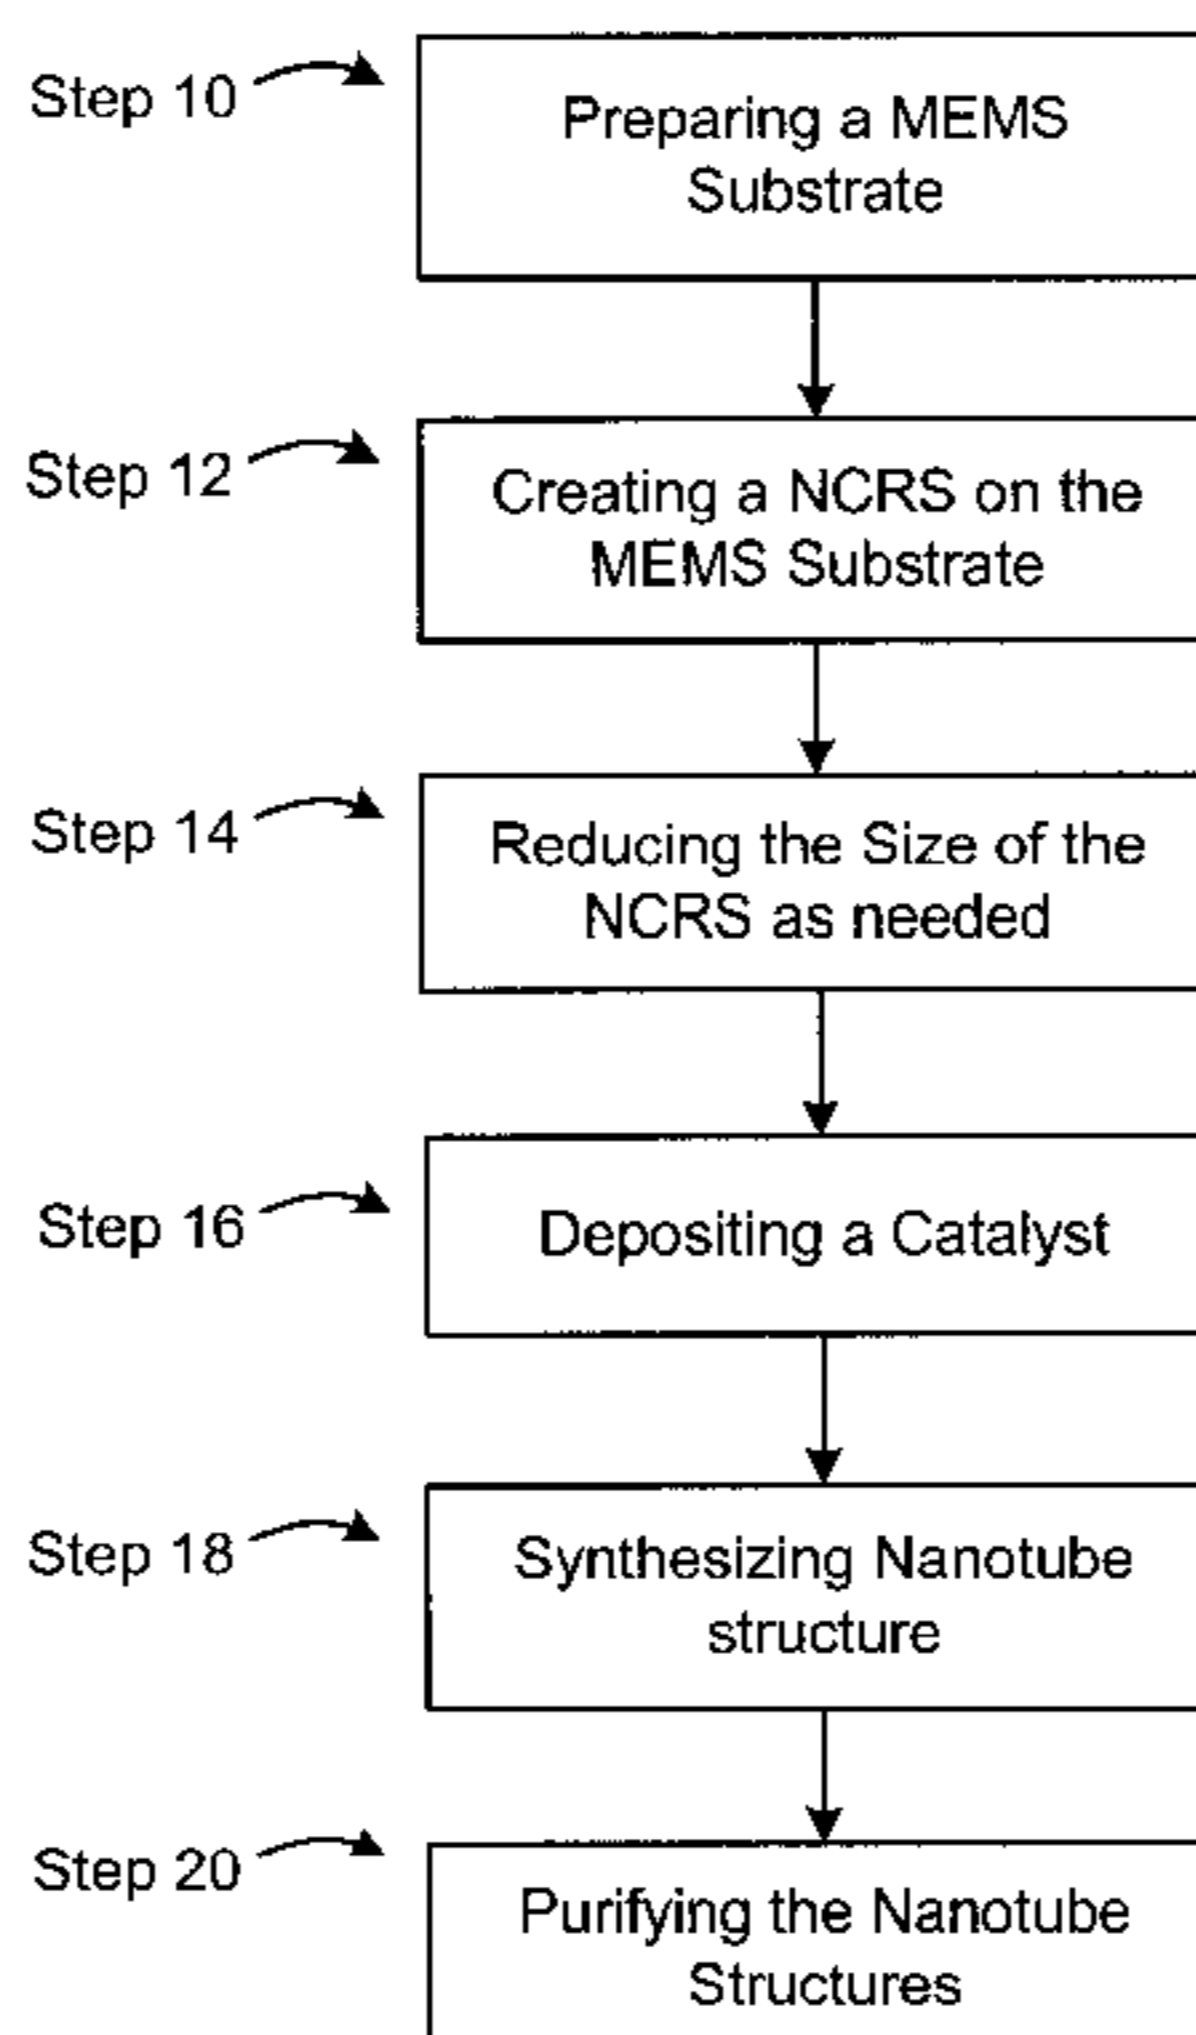 Step 10
Preparing a MEMS
Substrate
Step 12
Creating a NCRS on the
MEMS Substrate
Step 14
Reducing the Size of the
NCRS as needed
Step 16
Depositing a Catalyst
Step 18
Synthesizing Nanotube
structure
Step 20
Purifying the Nanotube
Structures